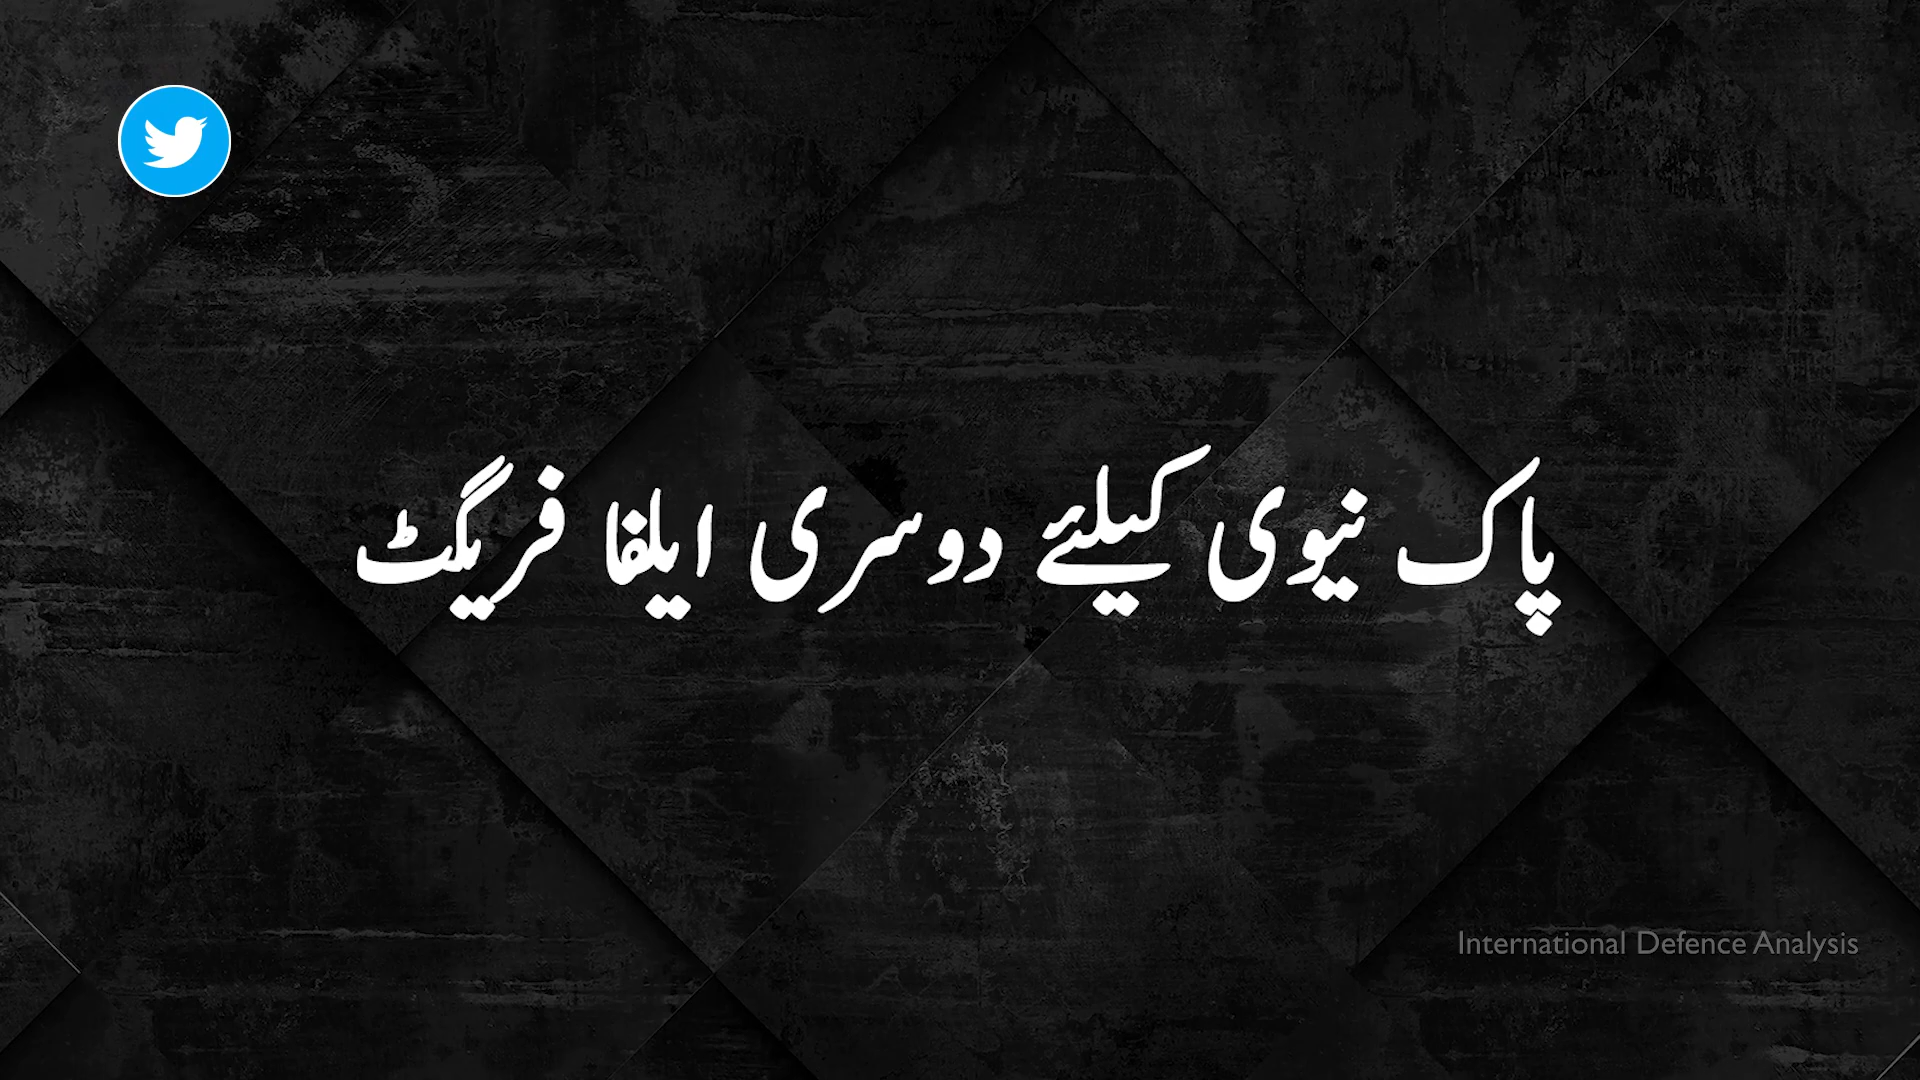 پاک نیوی کیلئے دوسری ایلفا فریگٹ
International Defence Analysis